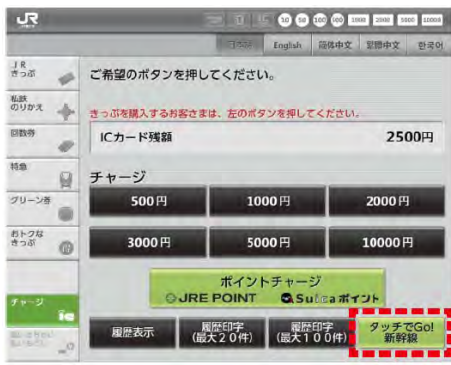 JR
10 50 100 500 1000 2000 5000 10000
日本語 English 简体中文 繁體中文 한국어
JR
きっぷ
私鉄
のりかえ
回数券
特急
グリーン券
おトクな
きっぷ
チャージ
ご希望のボタンを押してください。
きっぷを購入するお客さまは、左のボタンを押してください。
ICカード残額 2500円
チャージ
500円 1000円 2000円
3000円 5000円 10000円
ポイントチャージ
JRE POINT Suicaポイント
履歴表示
履歴印字
(最大20件)
履歴印字
(最大100件)
タッチでGo!
新幹線